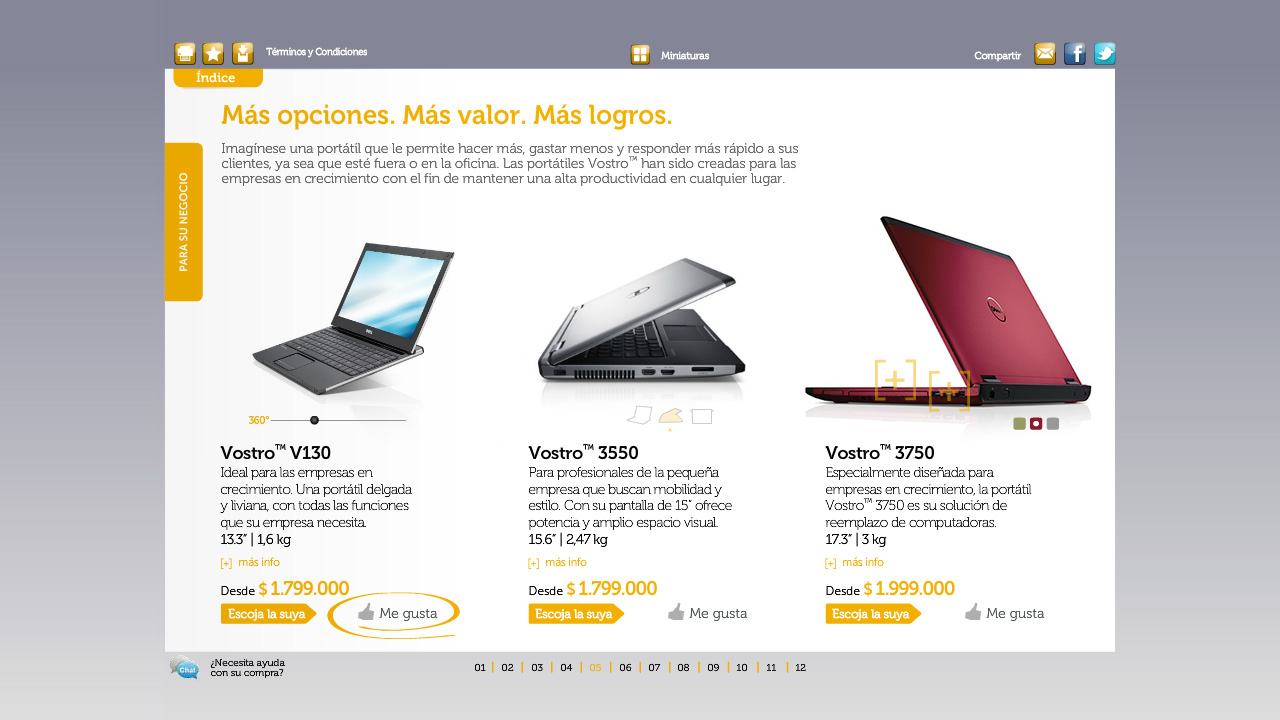 Términos y Condiciones
Miniaturas
Compartir
Índice
Más opciones. Más valor. Más logros.
Imagínese una portátil que le permite hacer más, gastar menos y responder más rápido a sus
clientes, ya sea que esté fuera o en la oficina. Las portátiles Vostro™ han sido creadas para las
empresas en crecimiento con el fin de mantener una alta productividad en cualquier lugar.
PARA SU NEGOCIO
360°
Vostro™ V130
Ideal para las empresas en
crecimiento. Una portátil delgada
y liviana, con todas las funciones
que su empresa necesita.
13.3” | 1,6 kg
[+] más info
Desde $ 1.799.000
Escoja la suya
Me gusta
Vostro™ 3550
Para profesionales de la pequeña
empresa que buscan mobilidad y
estilo. Con su pantalla de 15” ofrece
potencia y amplio espacio visual.
15.6” | 2,47 kg
[+] más info
Desde $ 1.799.000
Escoja la suya
Me gusta
[+] [+]
Vostro™ 3750
Especialmente diseñada para
empresas en crecimiento, la portátil
Vostro™ 3750 es su solución de
reemplazo de computadoras.
17.3” | 3 kg
[+] más info
Desde $ 1.999.000
Escoja la suya
Me gusta
Chat
¿Necesita ayuda
con su compra?
01 | 02 | 03 | 04 | 05 | 06 | 07 | 08 | 09 | 10 | 11 | 12